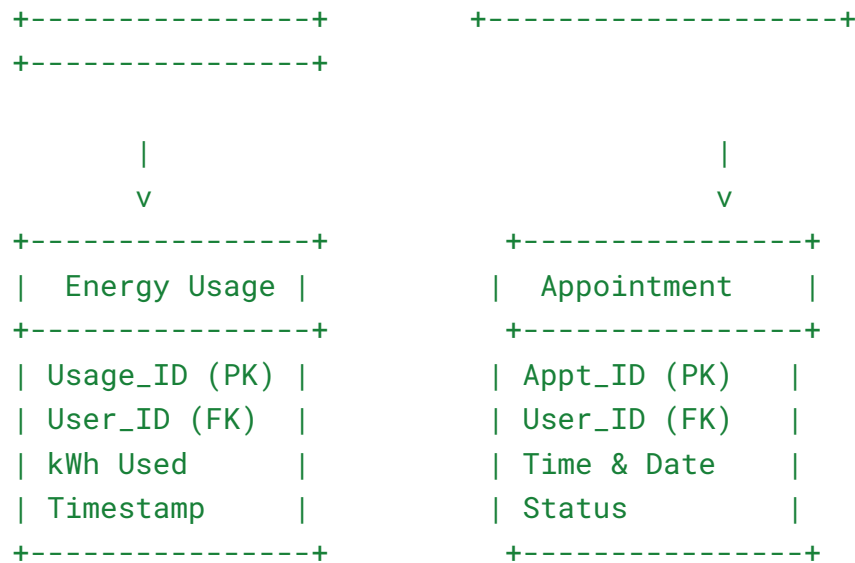 +----------------+ +--------------------+
+----------------+
| |
v v
+----------------+ +----------------+
| Energy Usage | | Appointment |
+----------------+ +----------------+
| Usage_ID (PK) | | Appt_ID (PK) |
| User_ID (FK) | | User_ID (FK) |
| kWh Used | | Time & Date |
| Timestamp | | Status |
+----------------+ +----------------+